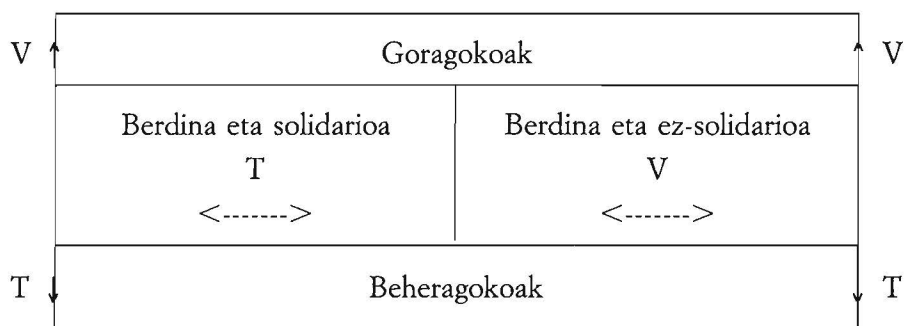 V Goragokoak V
Berdina eta solidarioa Berdina eta ez-solidarioa
T V
<------> <------->
T Beheragokoak T